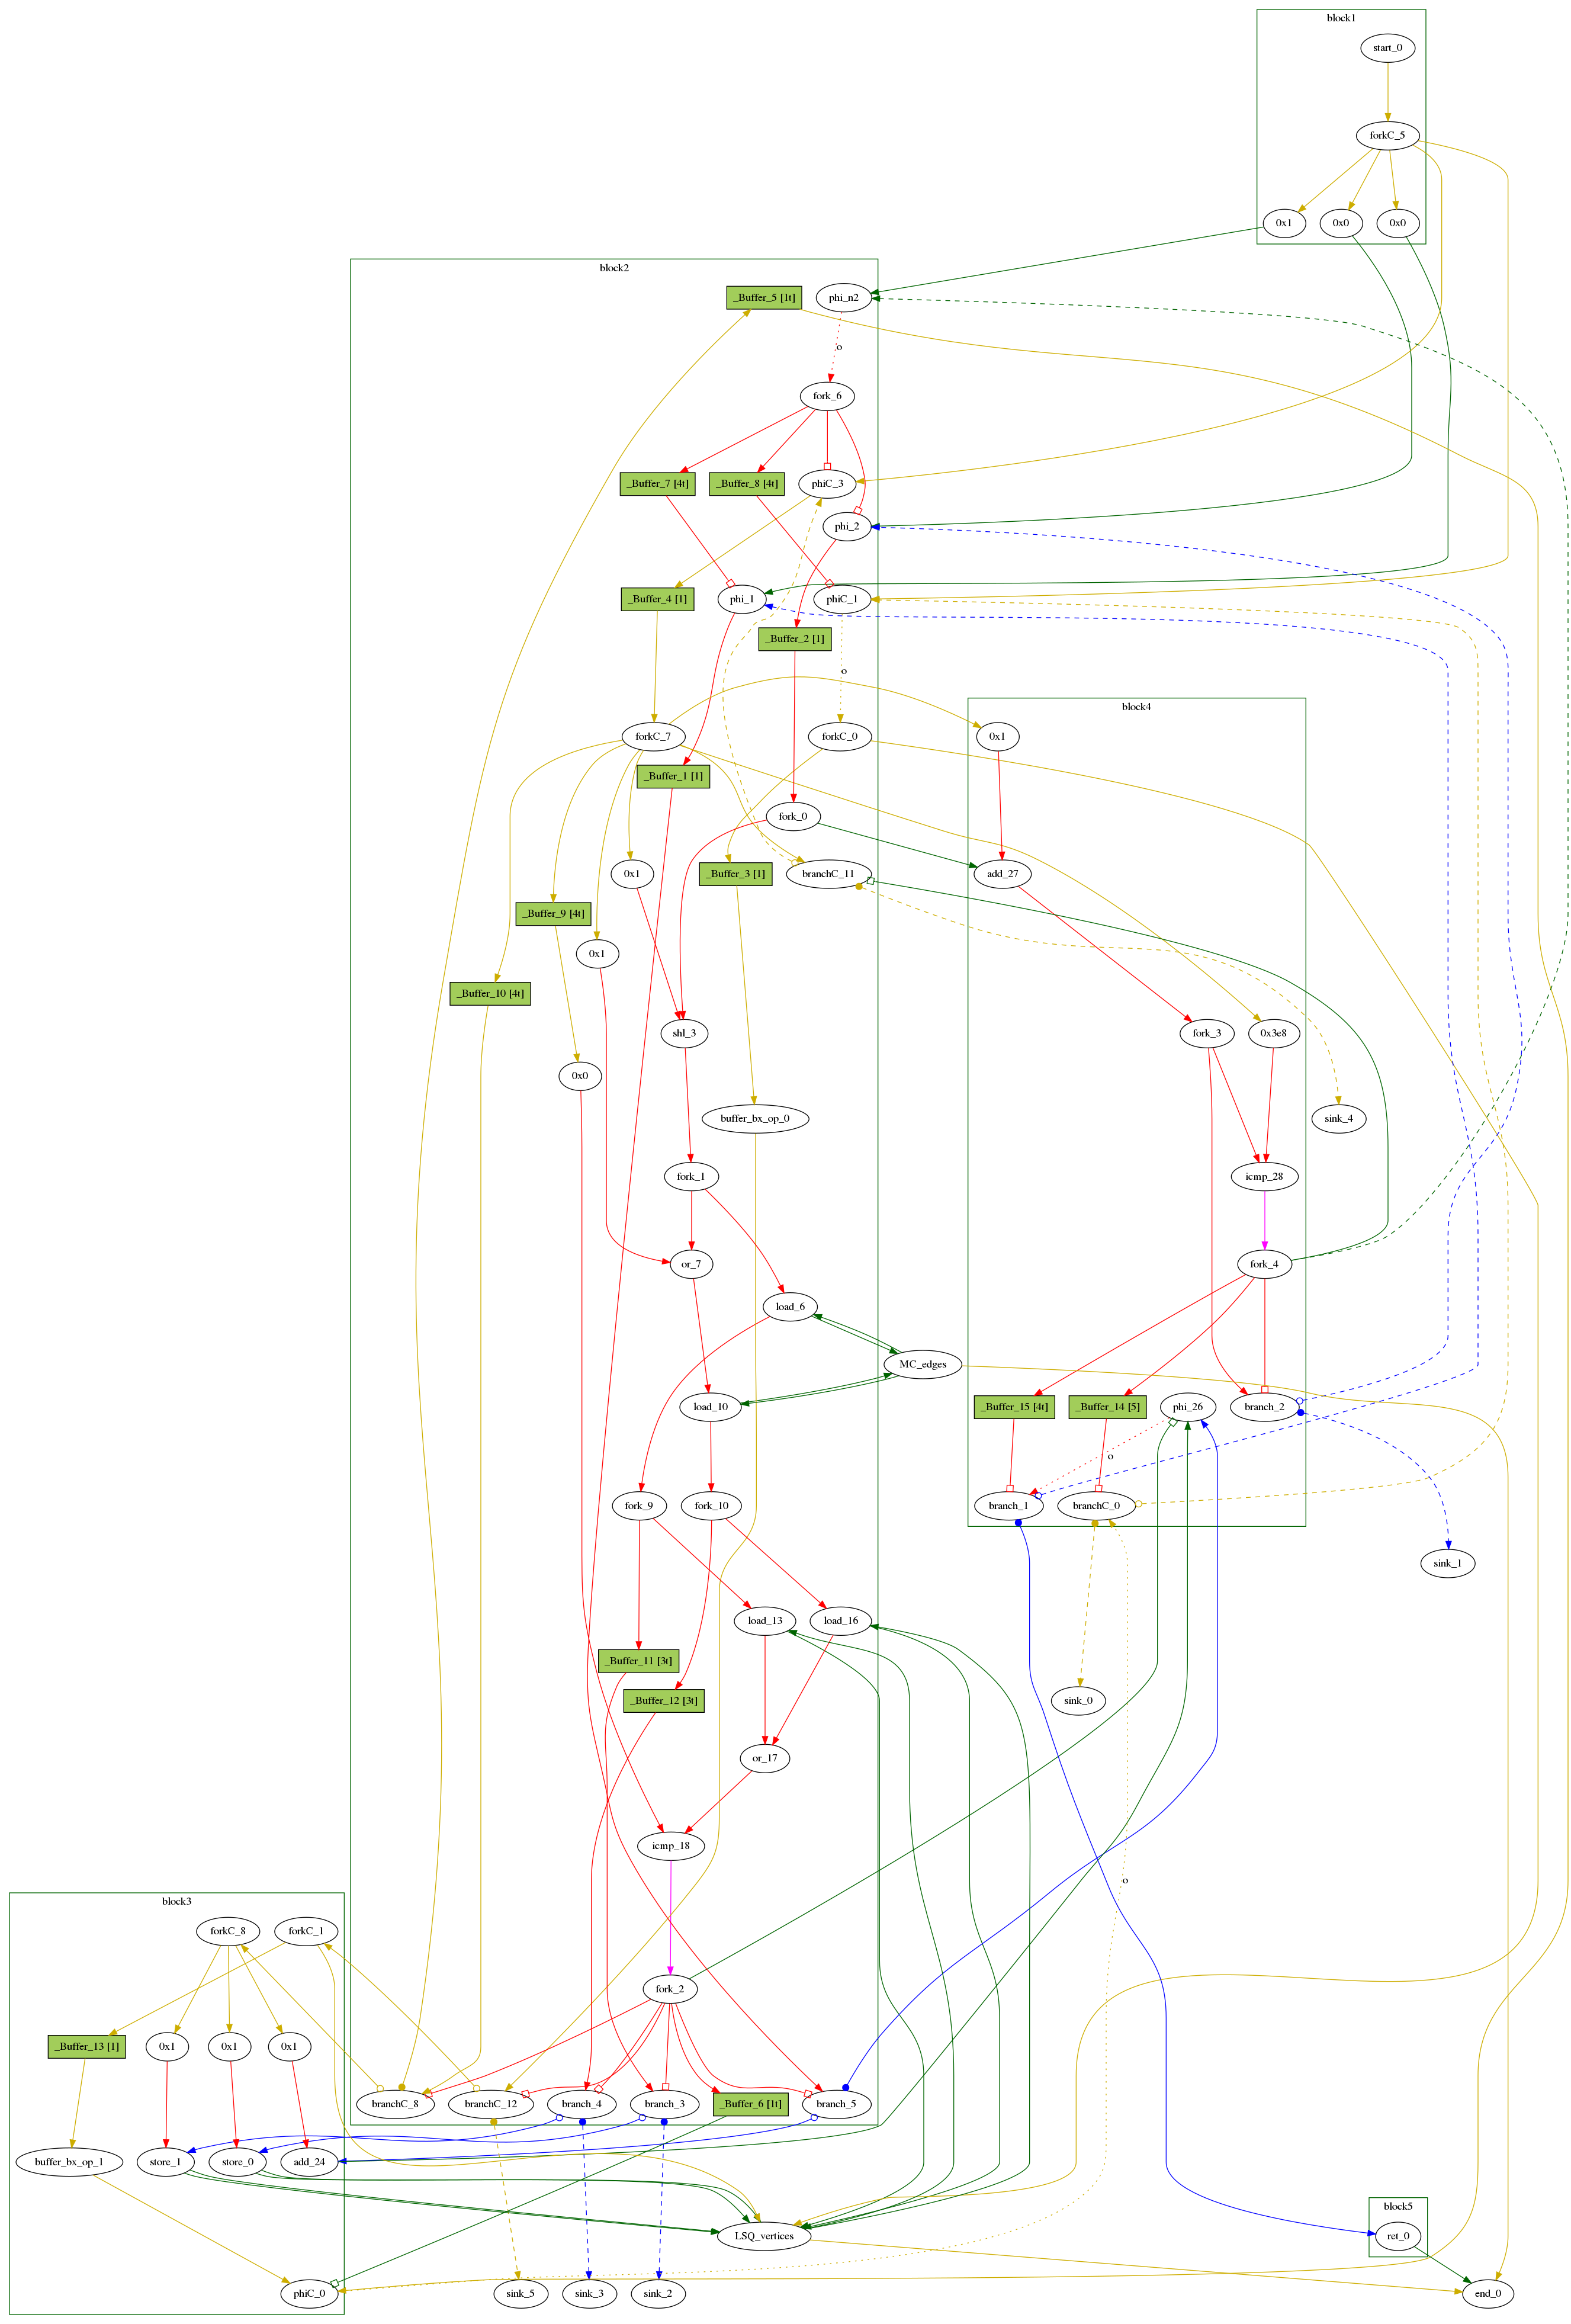 block1
start_0
forkC_5
0x1 0x0 0x0
block2
_Buffer_5 [1t] phi_n2
o
fork_6
_Buffer_7 [4t] _Buffer_8 [4t] phiC_3
phi_2
_Buffer_4 [1] phi_1 phiC_1
_Buffer_2 [1]
o
block4
forkC_7 forkC_0 0x1
_Buffer_1 [1]
fork_0
0x1 _Buffer_3 [1] branchC_11 add_27
_Buffer_9 [4t]
0x1
_Buffer_10 [4t]
shl_3 fork_3 0x3e8
0x0
buffer_bx_op_0 sink_4
fork_1 icmp_28
or_7 fork_4
load_6
MC_edges
load_10 _Buffer_15 [4t] _Buffer_14 [5] phi_26 branch_2
o
fork_9 fork_10 branch_1 branchC_0
sink_1
load_13 load_16
_Buffer_11 [3t]
_Buffer_12 [3t] sink_0
or_17
icmp_18
o
block3
forkC_8 forkC_1
fork_2
_Buffer_13 [1] 0x1 0x1 0x1
branchC_8 branchC_12 branch_4 branch_3 _Buffer_6 [1t] branch_5
buffer_bx_op_1 store_1 store_0 add_24
block5
LSQ_vertices ret_0
phiC_0 sink_5 sink_3 sink_2 end_0